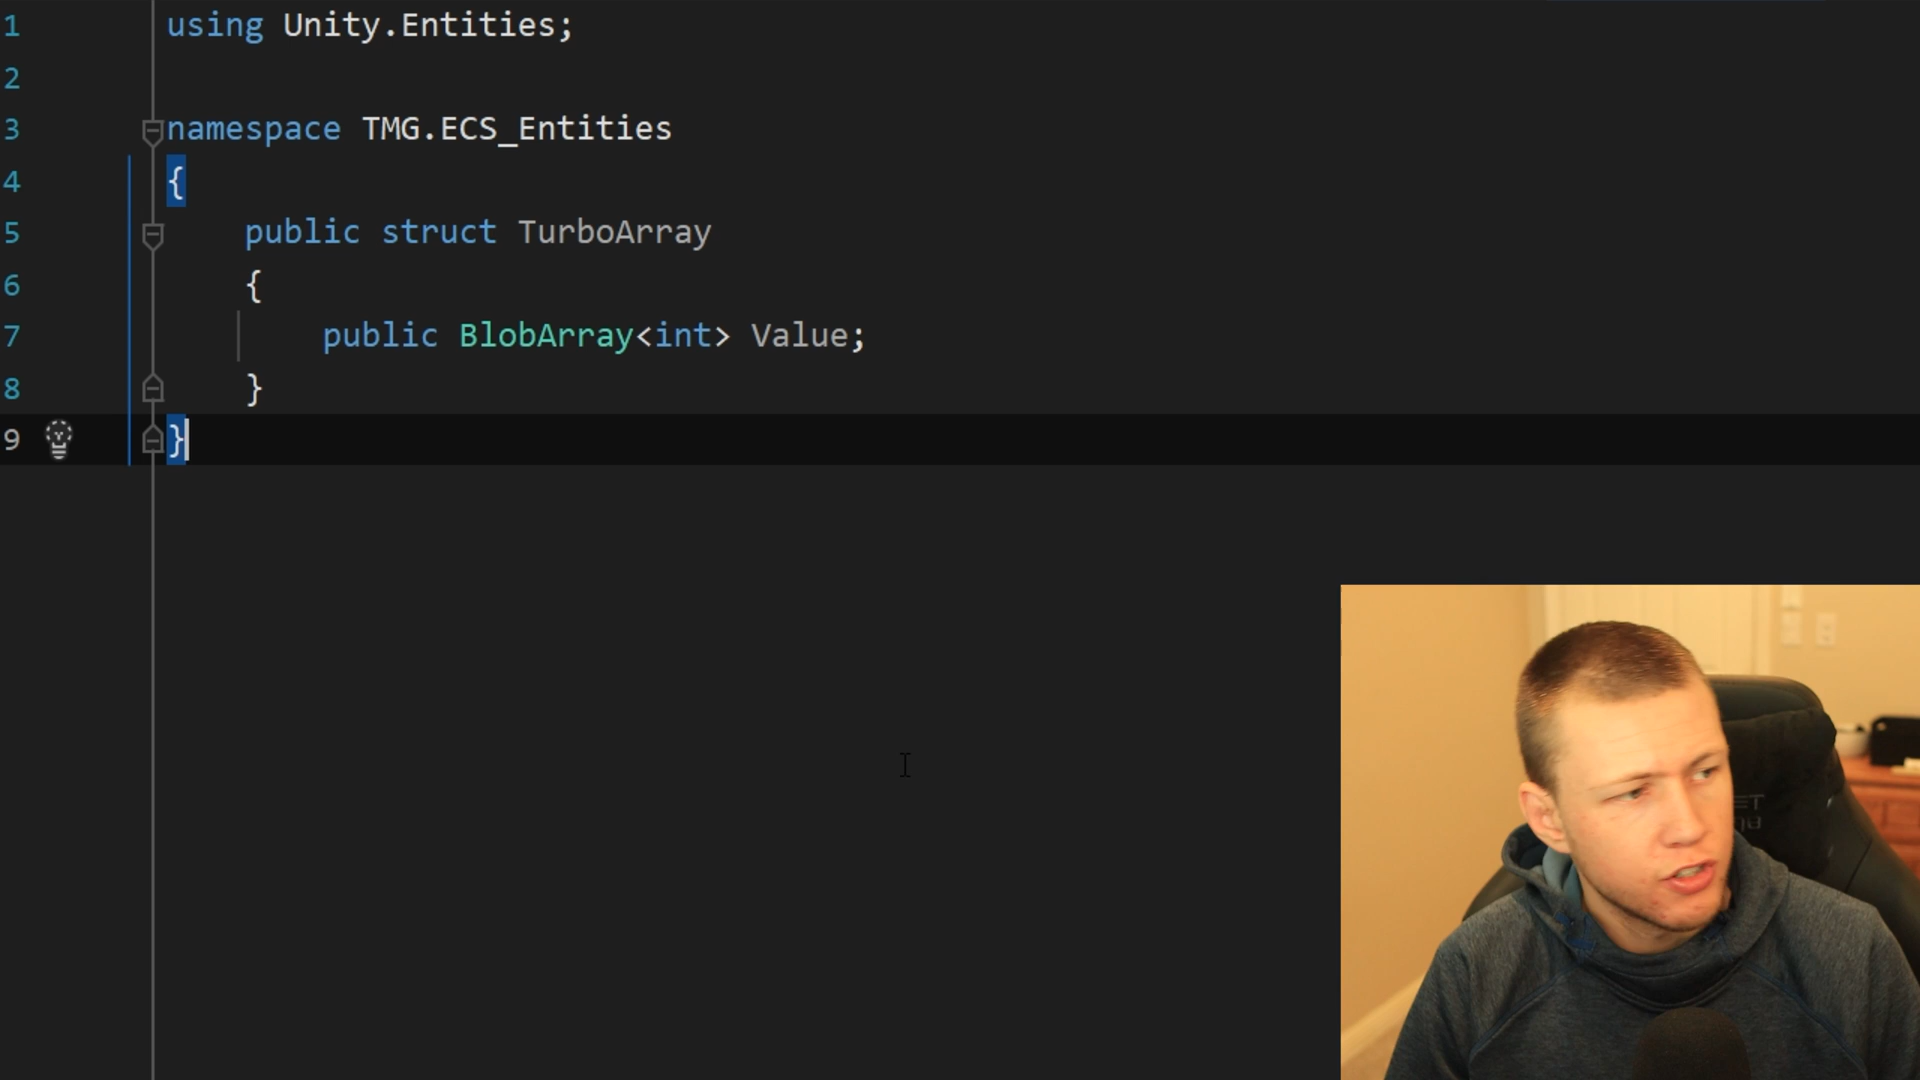 1 using Unity.Entities;
2
3 namespace TMG.ECS_Entities
4 {
5 public struct TurboArray
6 {
7 public BlobArray<int> Value;
8 }
9 }